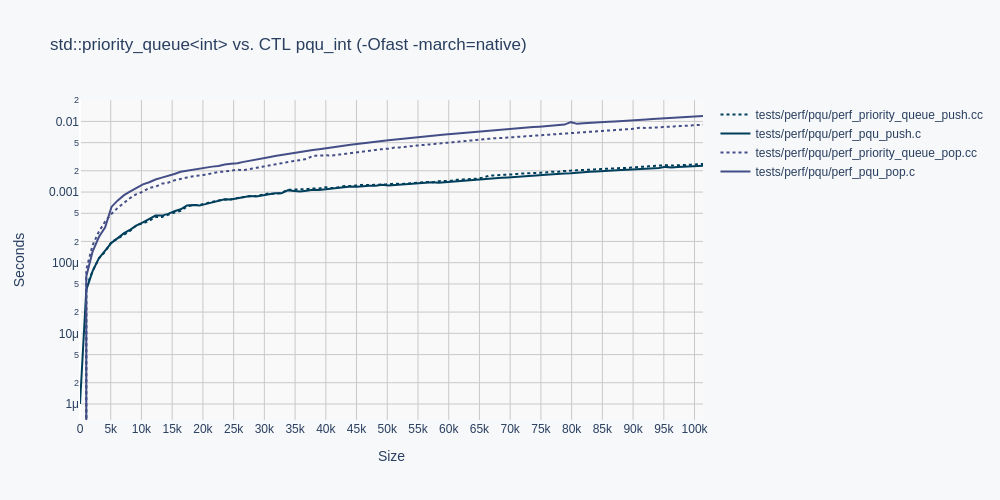 std::priority_queue<int> vs. CTL pqu_int (-Ofast -march=native)
2
0.01
5
2
0.001
5
2
100μ
5
2
10μ
5
2
1μ
Seconds
0 5k 10k 15k 20k 25k 30k 35k 40k 45k 50k 55k 60k 65k 70k 75k 80k 85k 90k 95k 100k
Size
tests/perf/pqu/perf_priority_queue_push.cc
tests/perf/pqu/perf_pqu_push.c
tests/perf/pqu/perf_priority_queue_pop.cc
tests/perf/pqu/perf_pqu_pop.c